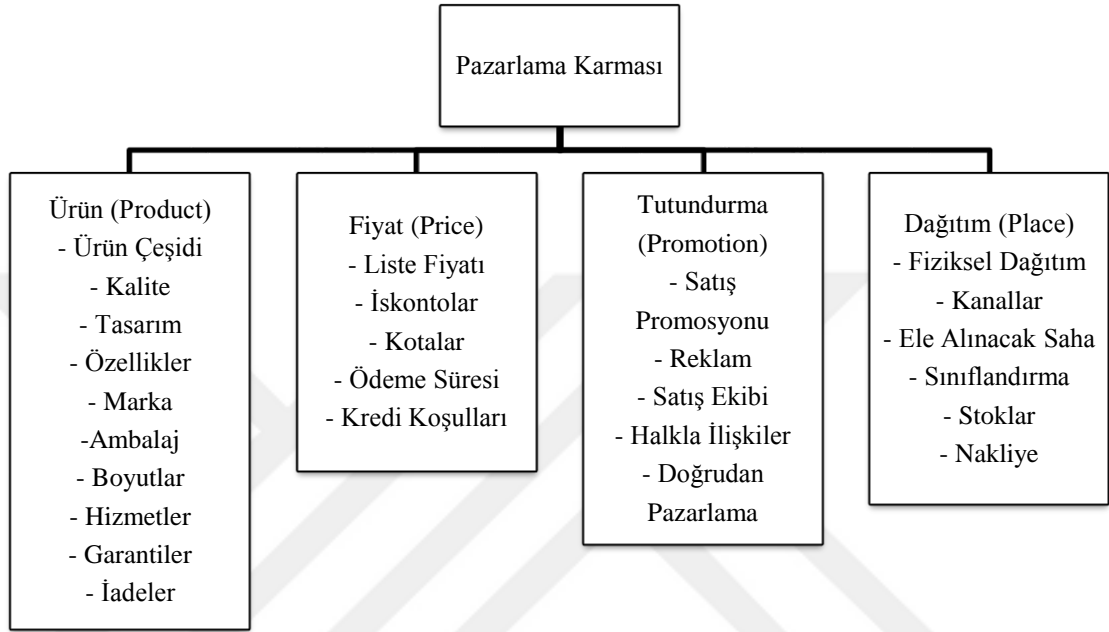 Pazarlama Karması
Ürün (Product)
- Ürün Çeşidi
- Kalite
- Tasarım
- Özellikler
- Marka
-Ambalaj
- Boyutlar
- Hizmetler
- Garantiler
- İadeler
Fiyat (Price)
- Liste Fiyatı
- İskontolar
- Kotalar
- Ödeme Süresi
- Kredi Koşulları
Tutundurma
(Promotion)
- Satış
Promosyonu
- Reklam
- Satış Ekibi
- Halkla İlişkiler
- Doğrudan
Pazarlama
Dağıtım (Place)
- Fiziksel Dağıtım
- Kanallar
- Ele Alınacak Saha
- Sınıflandırma
- Stoklar
- Nakliye